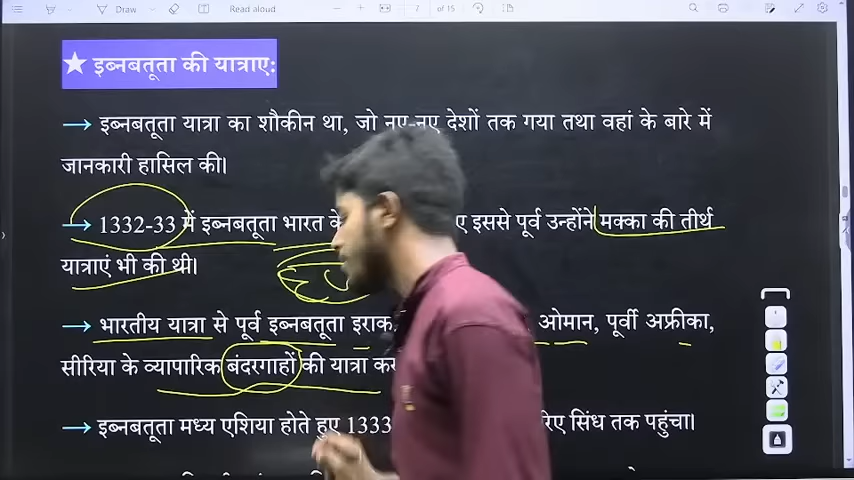 Draw
Read aloud
7 of 15
★ इब्नबतूता की यात्राए:
→ इब्नबतूता यात्रा का शौकीन था, जो नए-नए देशों तक गया तथा वहां के बारे में
जानकारी हासिल की।
→ 1332-33 में इब्नबतूता भारत के इससे पूर्व उन्होंने मक्का की तीर्थ
यात्राएं भी की थी।
→ भारतीय यात्रा से पूर्व इब्नबतूता इराक ओमान, पूर्वी अफ्रीका,
सीरिया के व्यापारिक बंदरगाहों की यात्रा
→ इब्नबतूता मध्य एशिया होते हुए 1333 सिंध तक पहुंचा।